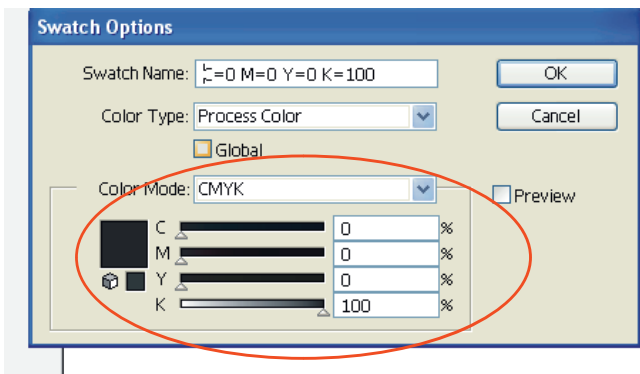 Swatch Options
Swatch Name: C=0 M=0 Y=0 K=100 OK
Color Type: Process Color Cancel
Global
Color Mode: CMYK Preview
C 0 %
M 0 %
Y 0 %
K 100 %